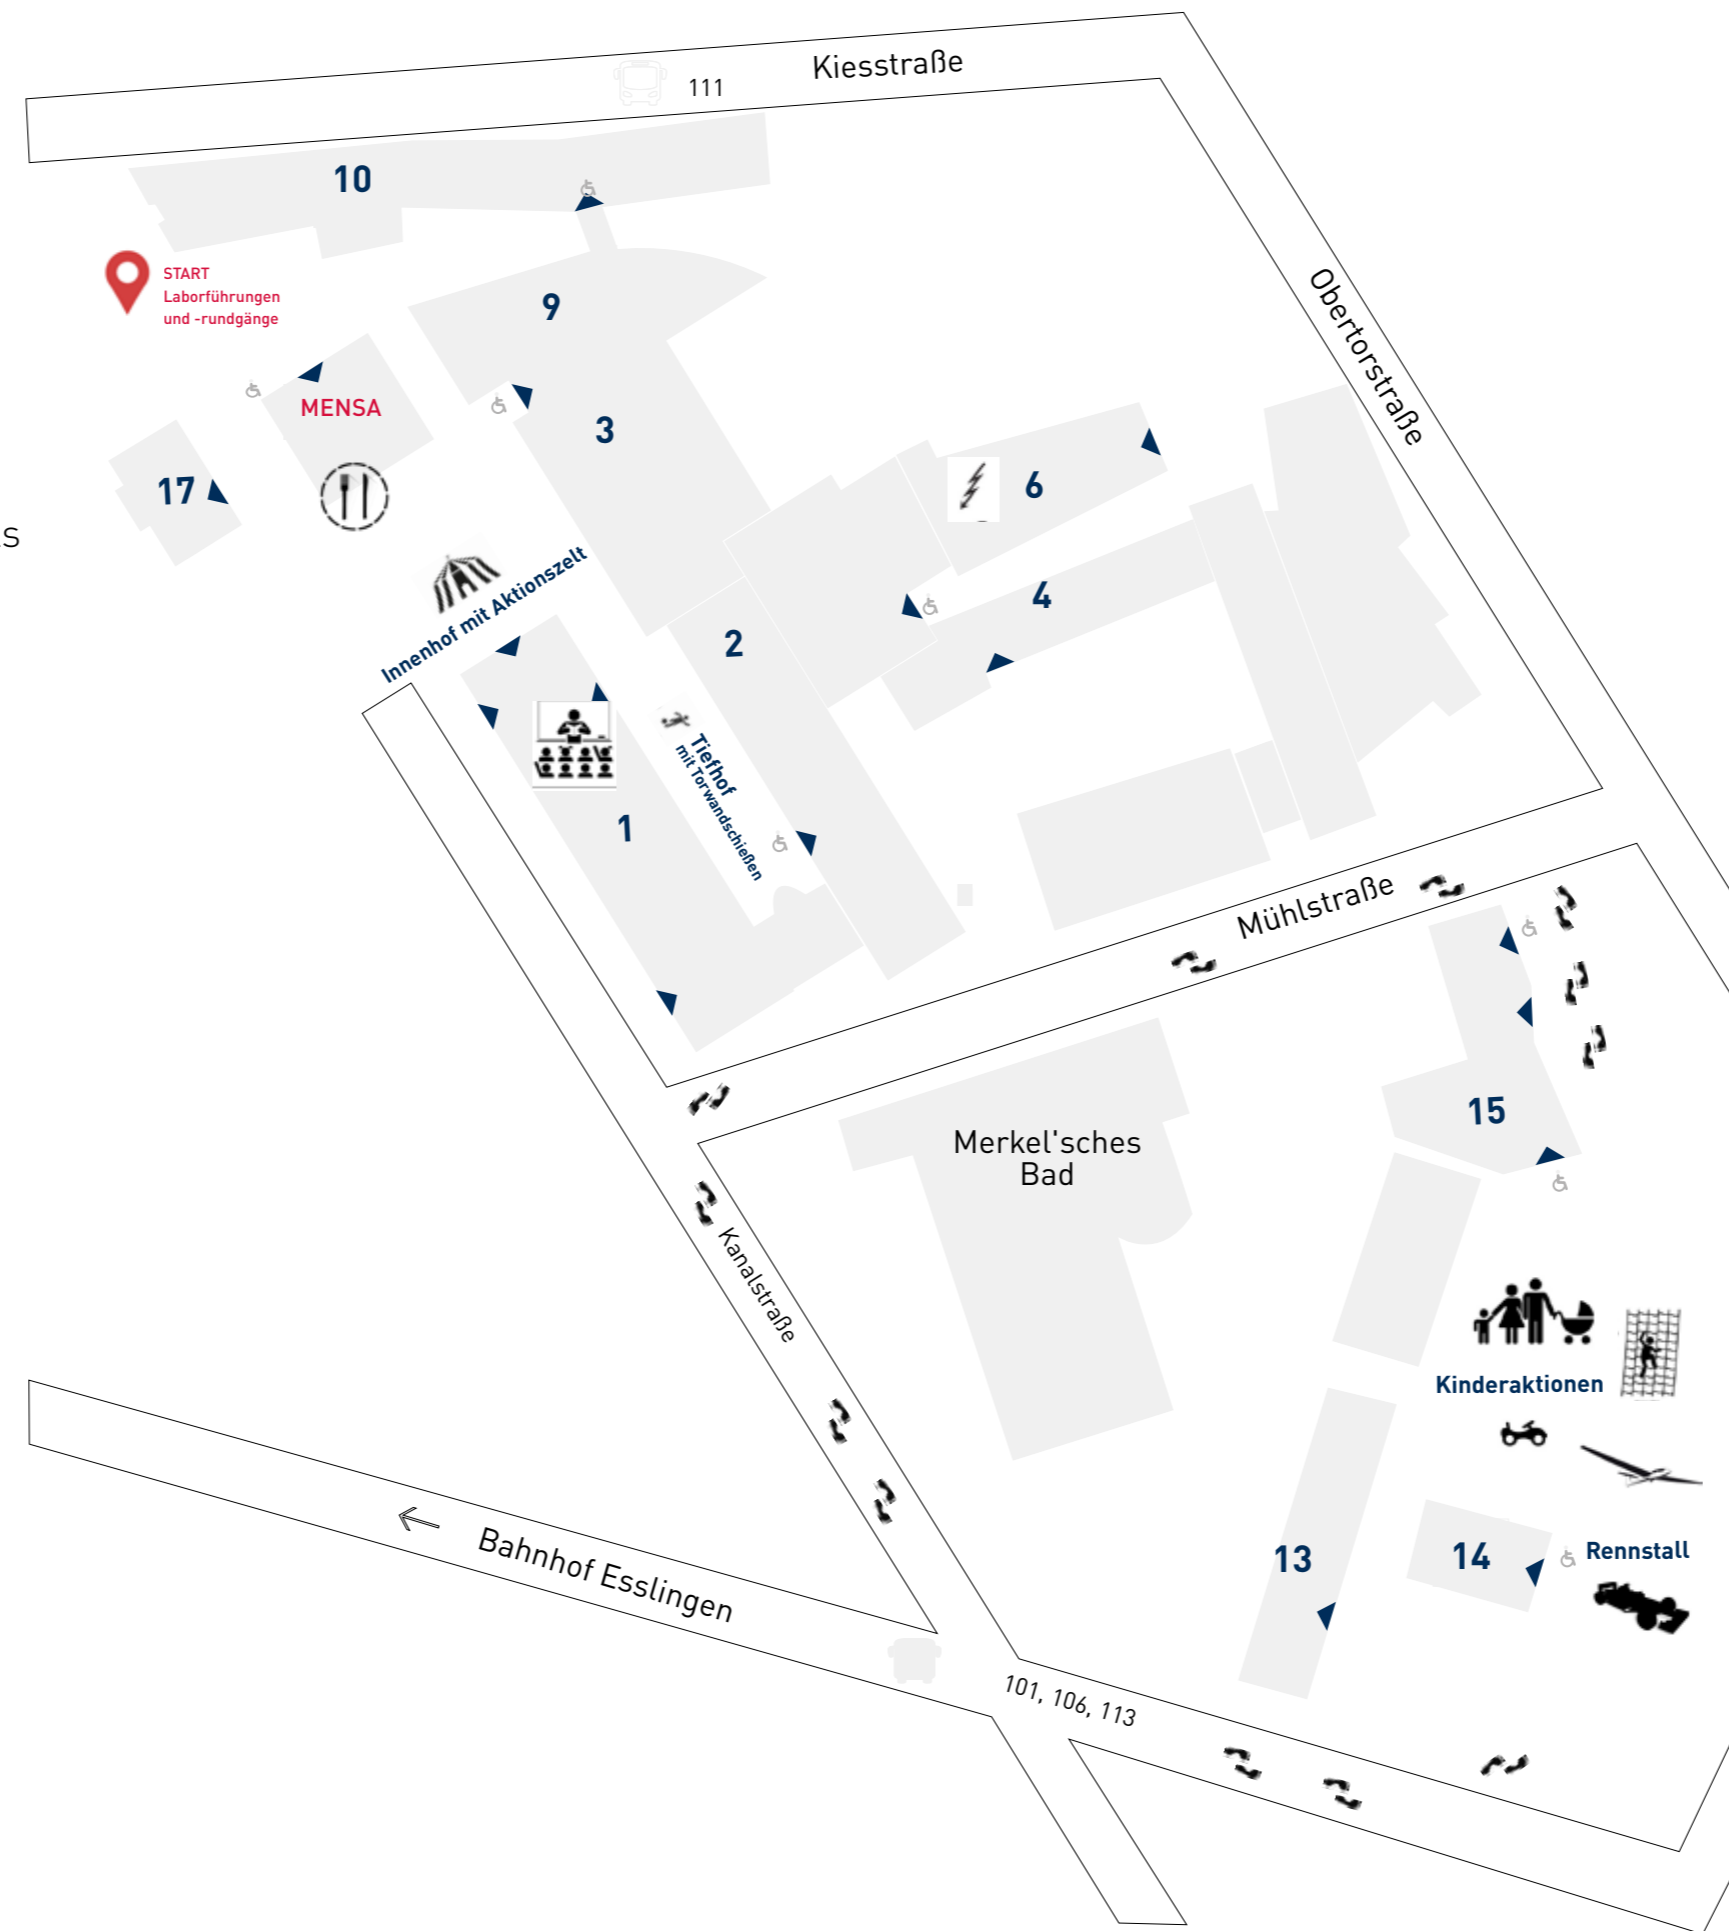 Kiesstraße
111
10
START
Laborführungen
und -rundgänge
9
Obertorstraße
MENSA
3
17
6
Innenhof mit Aktionszelt
4
2
Tiefhof
mit Torwandschießen
1
Mühlstraße
15
Merkel'sches
Bad
Kanalstraße
Kinderaktionen
Bahnhof Esslingen
13
14
Rennstall
101, 106, 113